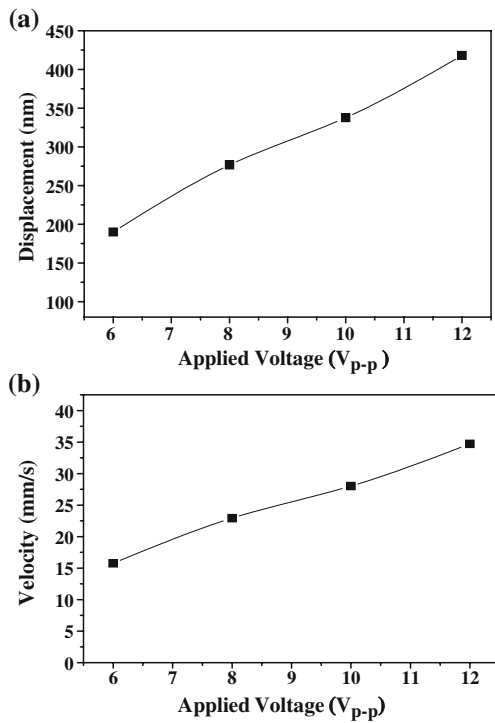 (a)
450
400
350
300
250
200
150
100
Displacement (nm)
6 7 8 9 10 11 12
Applied Voltage (Vp-p)
(b)
40
35
30
25
20
15
10
5
0
Velocity (mm/s)
6 7 8 9 10 11 12
Applied Voltage (Vp-p)